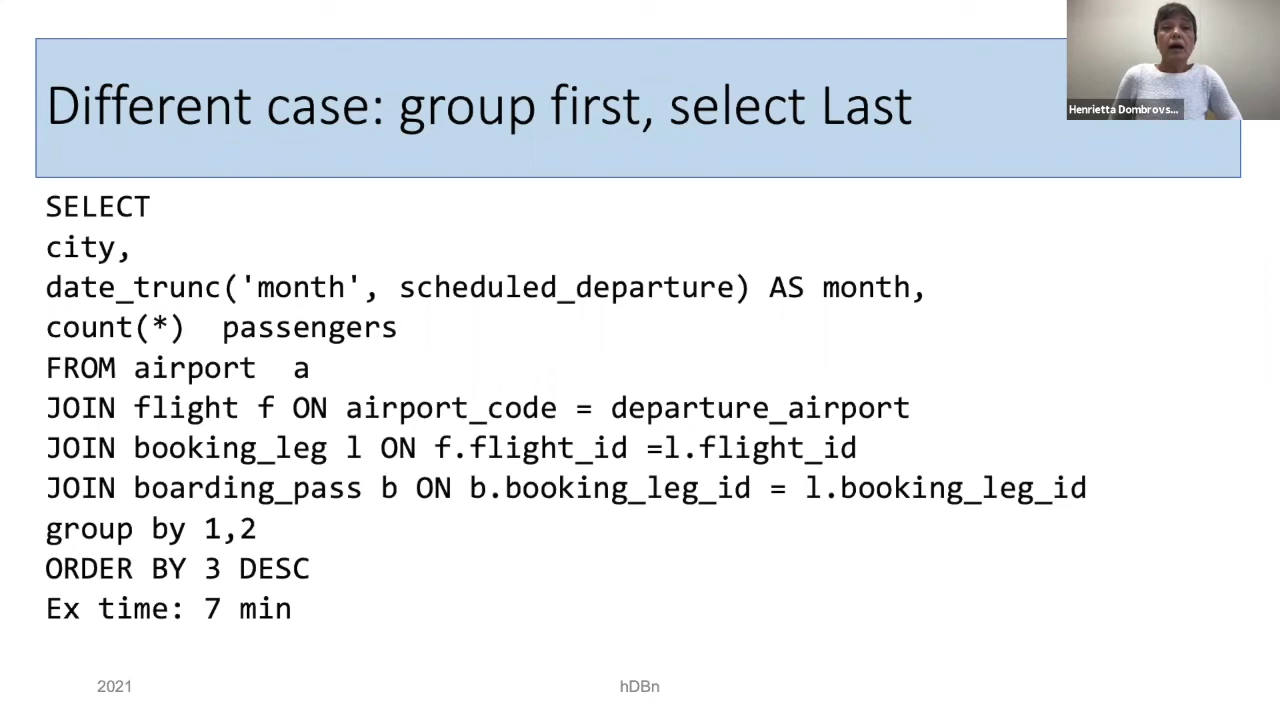 Different case: group first, select Last
Henrietta Dombrovs...
SELECT
city,
date_trunc('month', scheduled_departure) AS month,
count(*)  passengers
FROM airport  a
JOIN flight f ON airport_code = departure_airport
JOIN booking_leg l ON f.flight_id =l.flight_id
JOIN boarding_pass b ON b.booking_leg_id = l.booking_leg_id
group by 1,2
ORDER BY 3 DESC
Ex time: 7 min
2021
hDBn